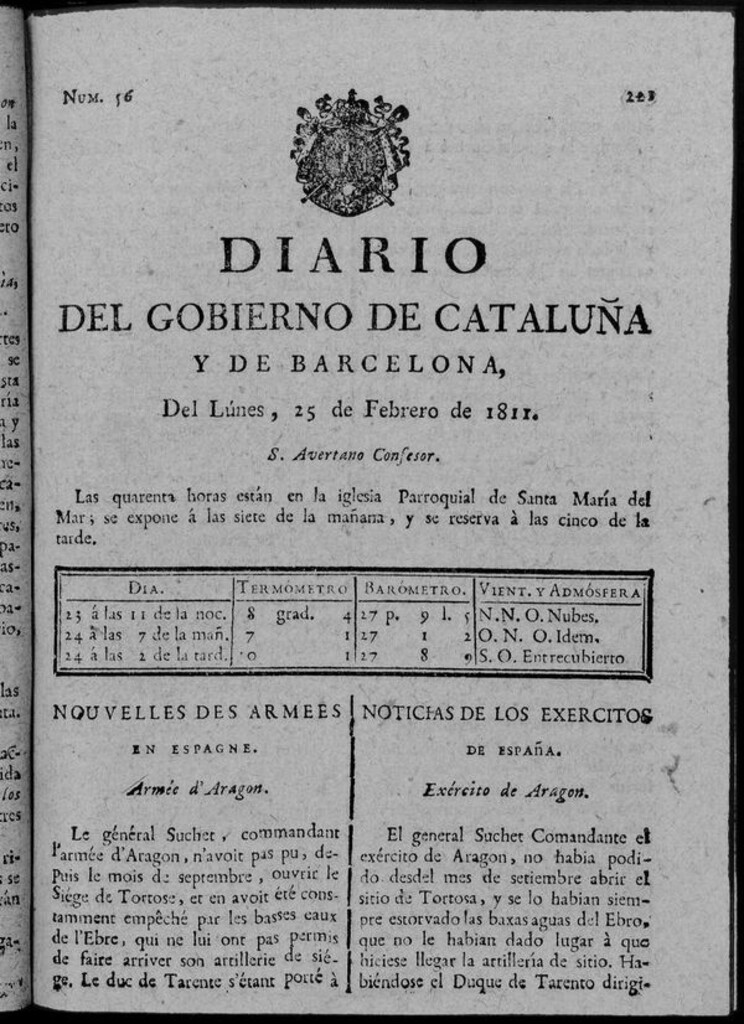 NUM. 56
DIARIO
DEL GOBIERNO DE CATALUÑA
Y DE BARCELONA,
Del Lúnes, 25 de Febrero de 1811.
S. Avertano Confesor.
Las quarenta horas están en la iglesia Parroquial de Santa María del
Mar; se expone á las siete de la mañana, y se reserva à las cinco de la
tarde.
DIA. TERMÓMETRO BARÓMETRO. VIENT. Y ADMÓSFERA
23 á las 11 de la noc. 8 grad. 4 27 p. 9 l. 5 N.N. O. Nubes.
24 à las 7 de la mañ. 7 1 27 1 2 O. N. O. Idem.
24 á las 2 de la tard. 0 1 27 8 9 S. O. Entrecubierto
NOUVELLES DES ARMEES
EN ESPAGNE.
Armée d'Aragon.
Le général Suchet, commandant
l'armée d'Aragon, n'avoit pas pu, de-
puis le mois de septembre, ouvrir le
Siége de Tortose, et en avoit été cons-
tamment empêché par les basses eaux
de l'Ebre, qui ne lui ont pas permis
de faire arriver son artillerie de sié-
ge. Le duc de Tarente s'étant porté à
NOTICIAS DE LOS EXERCITOS
DE ESPAÑA.
Exército de Aragon.
El general Suchet Comandante el
exército de Aragon, no habia podi-
do desdel mes de setiembre abrir el
sitio de Tortosa, y se lo habian siem-
pre estorvado las baxas aguas del Ebro,
que no le habian dado lugar à que
hiciese llegar la artillería de sitio. Ha-
biéndose el Duque de Tarento dirigi-